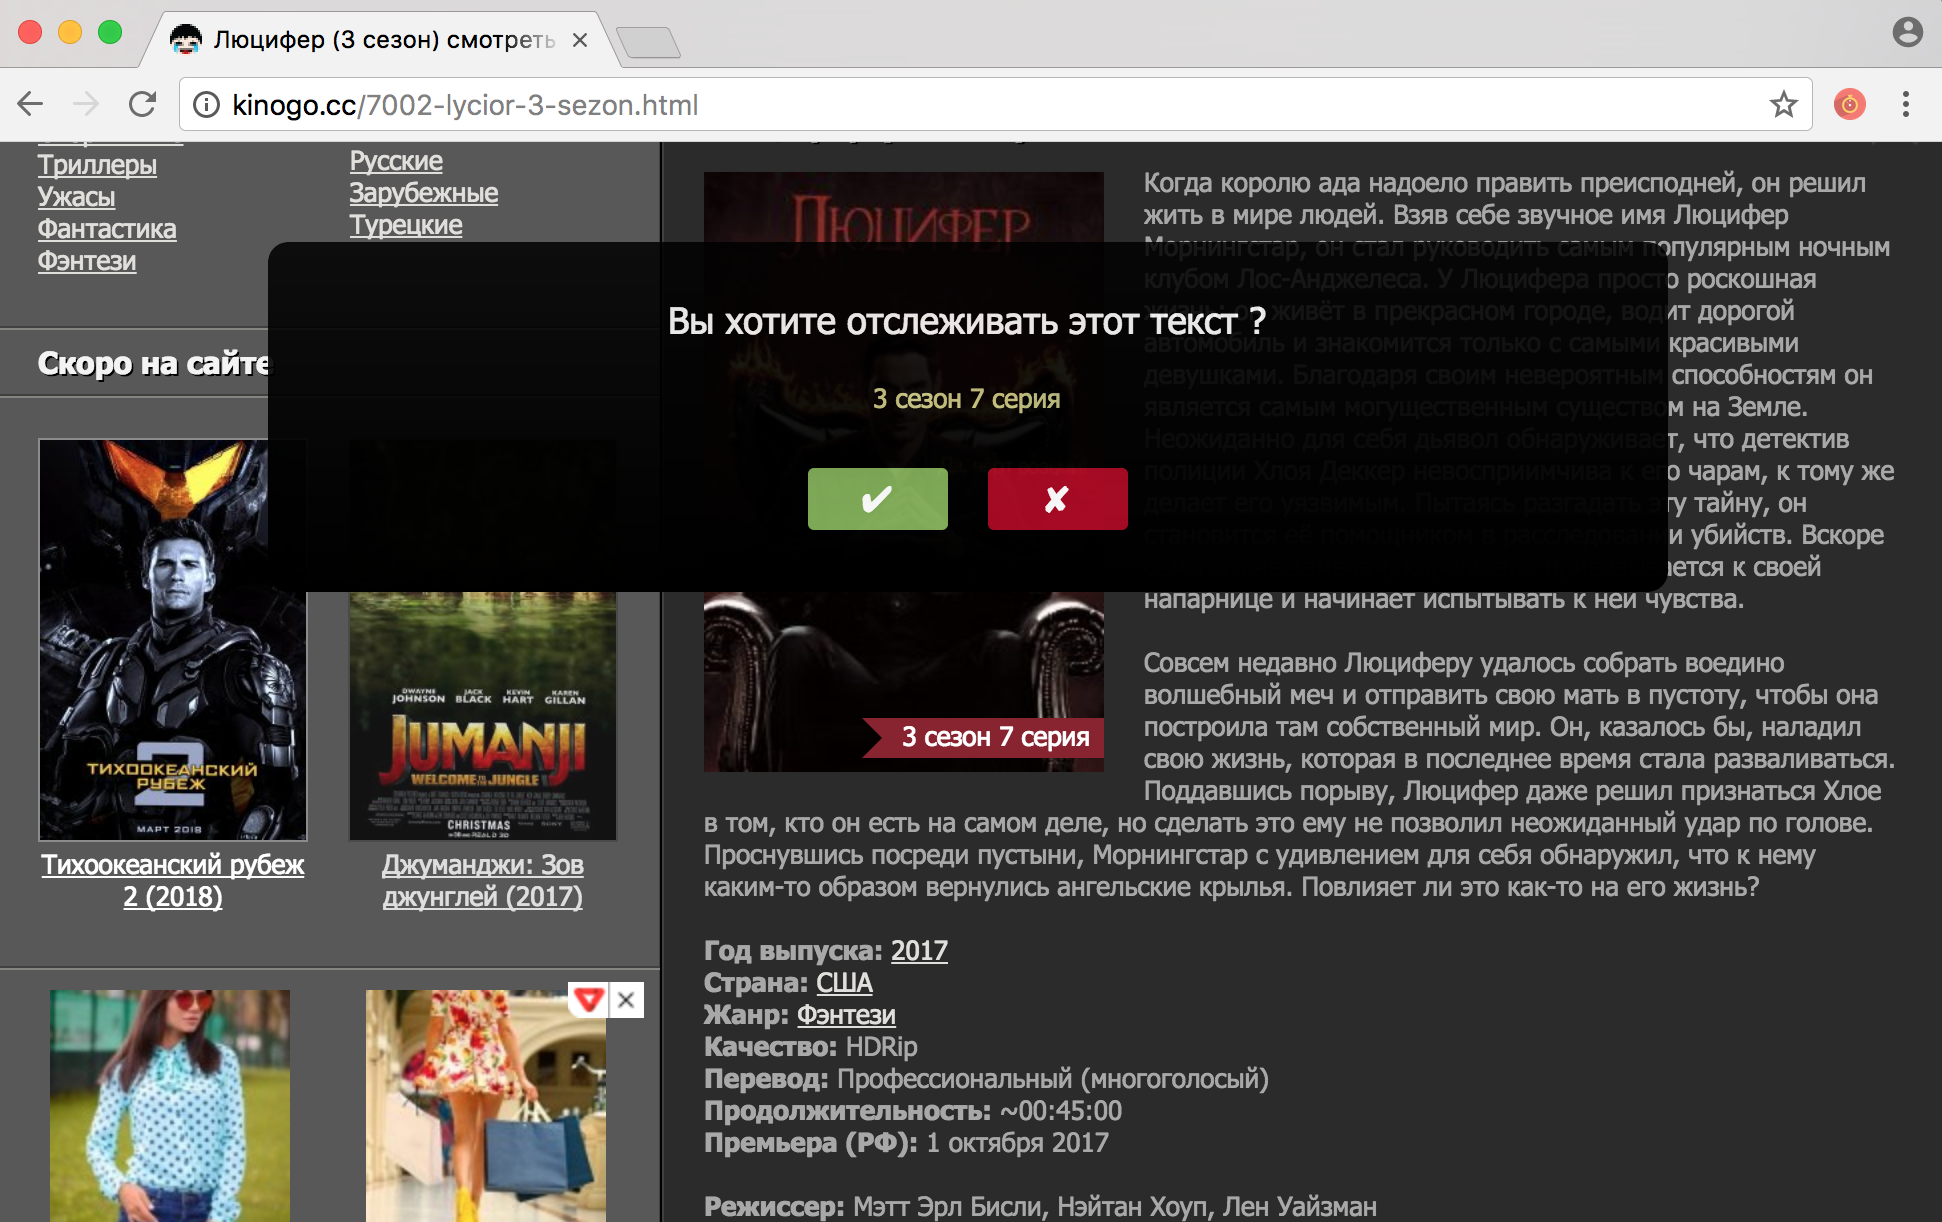 Люцифер (3 сезон) смотреть
kinogo.cc/7002-lycior-3-sezon.html
Триллеры
Ужасы
Фантастика
Фэнтези
Русские
Зарубежные
Турецкие
Скоро на сайте
ТИХООКЕАНСКИЙ
РУБЕЖ
2
МАРТ 2018
Тихоокеанский рубеж
2 (2018)
DWAYNE JOHNSON JACK BLACK KEVIN HART KAREN GILLAN
JUMANJI
WELCOME TO THE JUNGLE
CHRISTMAS
Джуманджи: Зов
джунглей (2017)
Вы хотите отслеживать этот текст ?
3 сезон 7 серия
✔
✘
ЛЮЦИФЕР
3 сезон 7 серия
Когда королю ада надоело править преисподней, он решил
жить в мире людей. Взяв себе звучное имя Люцифер
Морнингстар, он стал руководить самым популярным ночным
клубом Лос-Анджелеса. У Люцифера просто роскошная
жизнь: он живёт в прекрасном городе, водит дорогой
автомобиль и знакомится только с самыми красивыми
девушками. Благодаря своим невероятным способностям он
является самым могущественным существом на Земле.
Неожиданно для себя дьявол обнаруживает, что детектив
полиции Хлоя Деккер невосприимчива к его чарам, к тому же
делает его уязвимым. Пытаясь разгадать эту тайну, он
становится её помощником в расследовании убийств. Вскоре
ается к своей
напарнице и начинает испытывать к ней чувства.
Совсем недавно Люциферу удалось собрать воедино
волшебный меч и отправить свою мать в пустоту, чтобы она
построила там собственный мир. Он, казалось бы, наладил
свою жизнь, которая в последнее время стала разваливаться.
Поддавшись порыву, Люцифер даже решил признаться Хлое
в том, кто он есть на самом деле, но сделать это ему не позволил неожиданный удар по голове.
Проснувшись посреди пустыни, Морнингстар с удивлением для себя обнаружил, что к нему
каким-то образом вернулись ангельские крылья. Повлияет ли это как-то на его жизнь?
Год выпуска: 2017
Страна: США
Жанр: Фэнтези
Качество: HDRip
Перевод: Профессиональный (многоголосый)
Продолжительность: ~00:45:00
Премьера (РФ): 1 октября 2017
Режиссер: Мэтт Эрл Бисли, Нэйтан Хоуп, Лен Уайзман